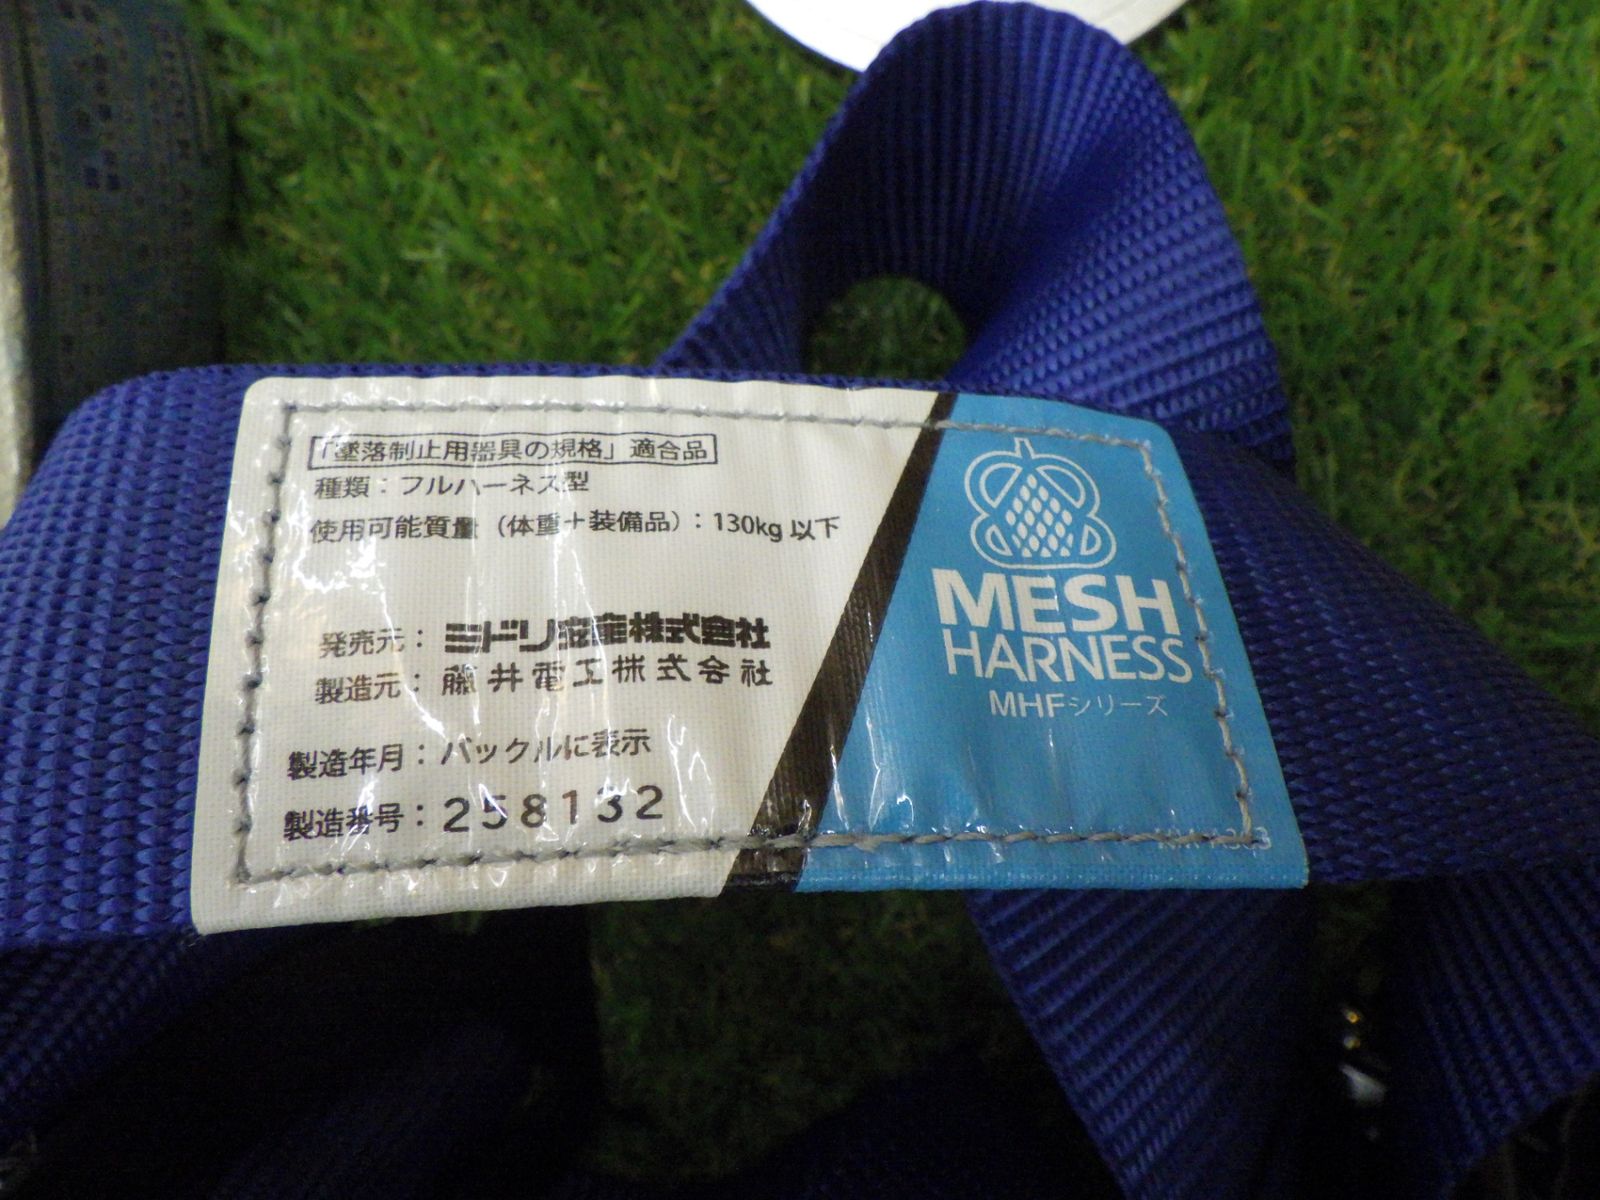 「墜落制止用器具の規格」適合品
種類：フルハーネス型
使用可能質量（体重＋装備品）：130kg 以下
発売元：ミドリ安全株式会社
製造元：藤井電工株式会社
製造年月：バックルに表示
製造番号：258132
MESH
HARNESS
MHFシリーズ